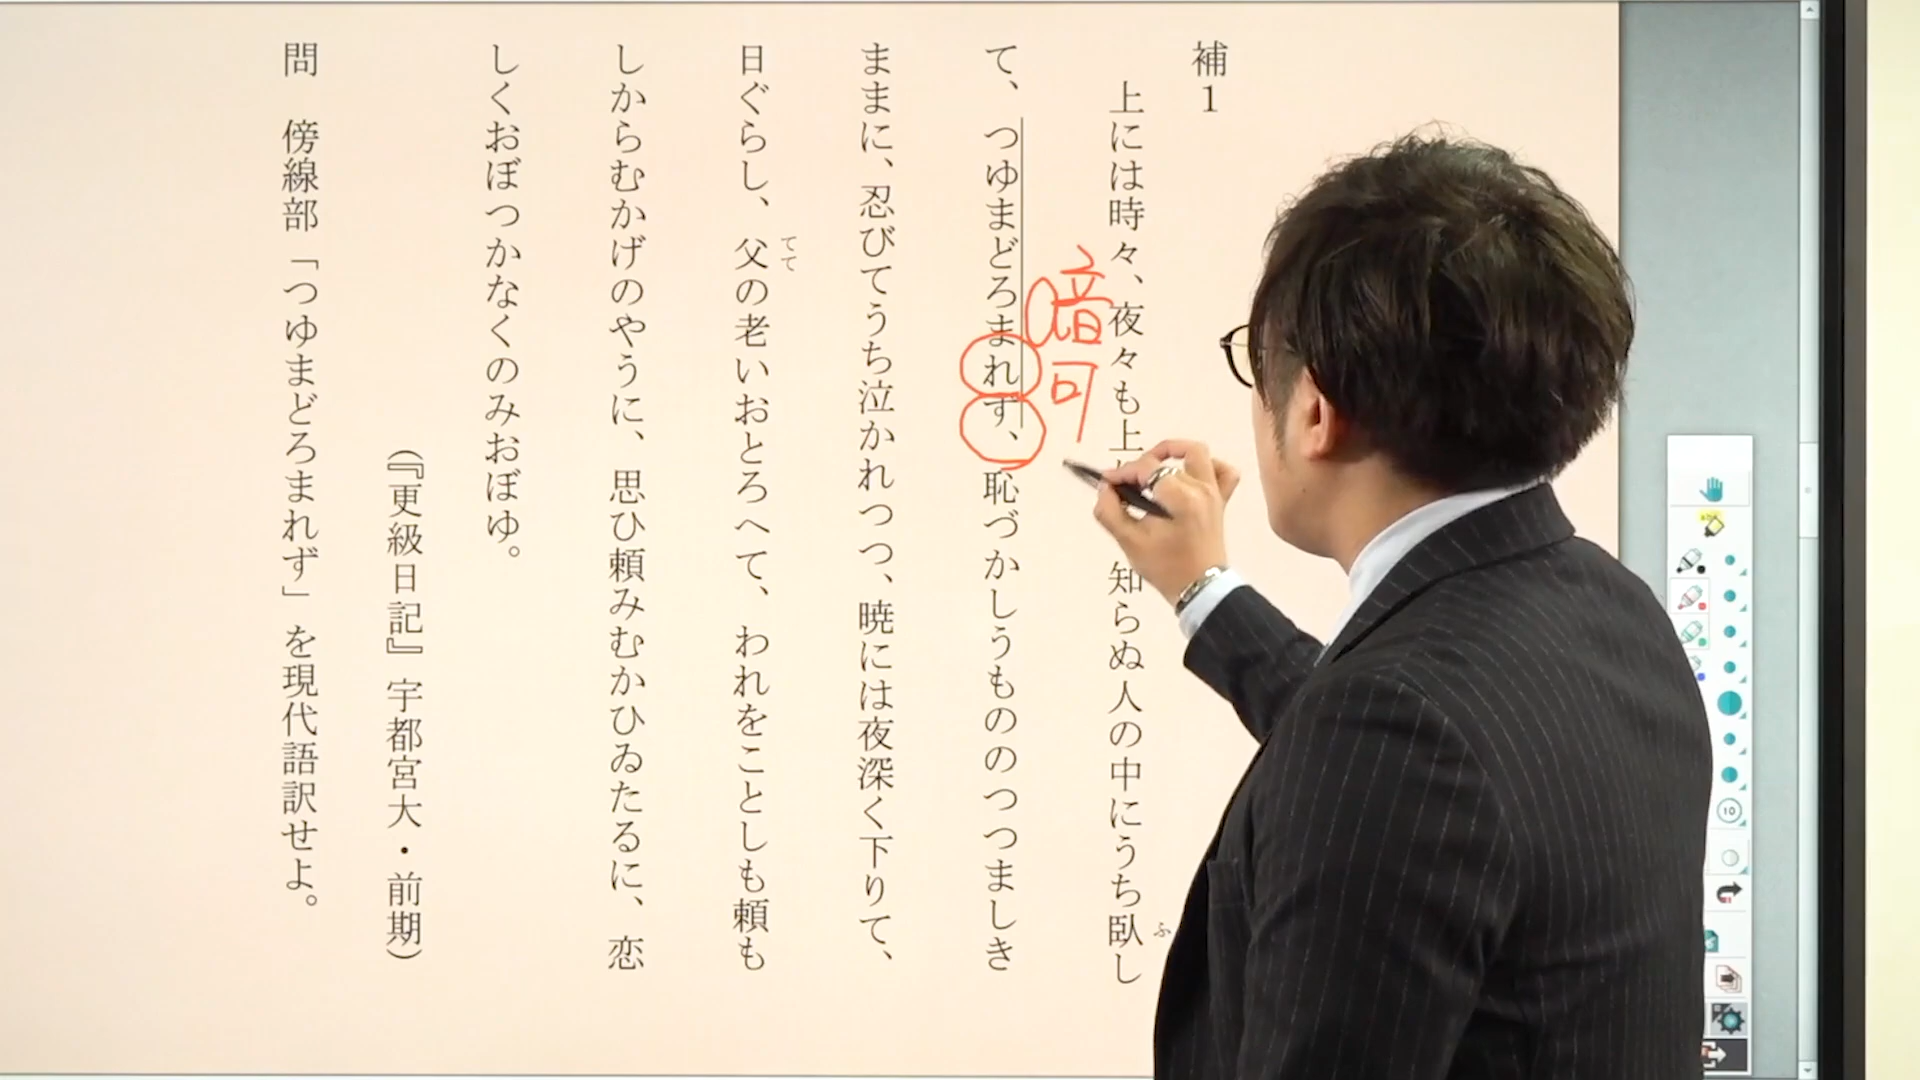 補1
上には時々、夜々も上 知らぬ人の中にうち臥し
ふ
て、つゆまどろまれず、恥づかしうもののつつましき
a音
可
ままに、忍びてうち泣かれつつ、暁には夜深く下りて、
日ぐらし、父の老いおとろへて、われをことしも頼も
てて
しからむかげのやうに、思ひ頼みむかひゐたるに、恋
しくおぼつかなくのみおぼゆ。
(『更級日記』宇都宮大・前期)
問 傍線部「つゆまどろまれず」を現代語訳せよ。
10